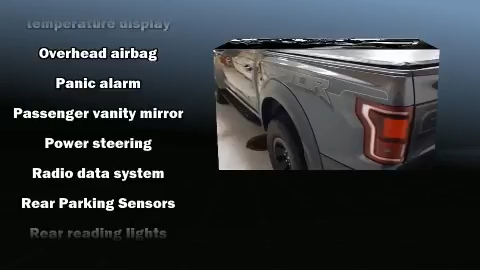 temperature display
Overhead airbag
Panic alarm
Passenger vanity mirror
Power steering
Radio data system
Rear Parking Sensors
Rear reading lights